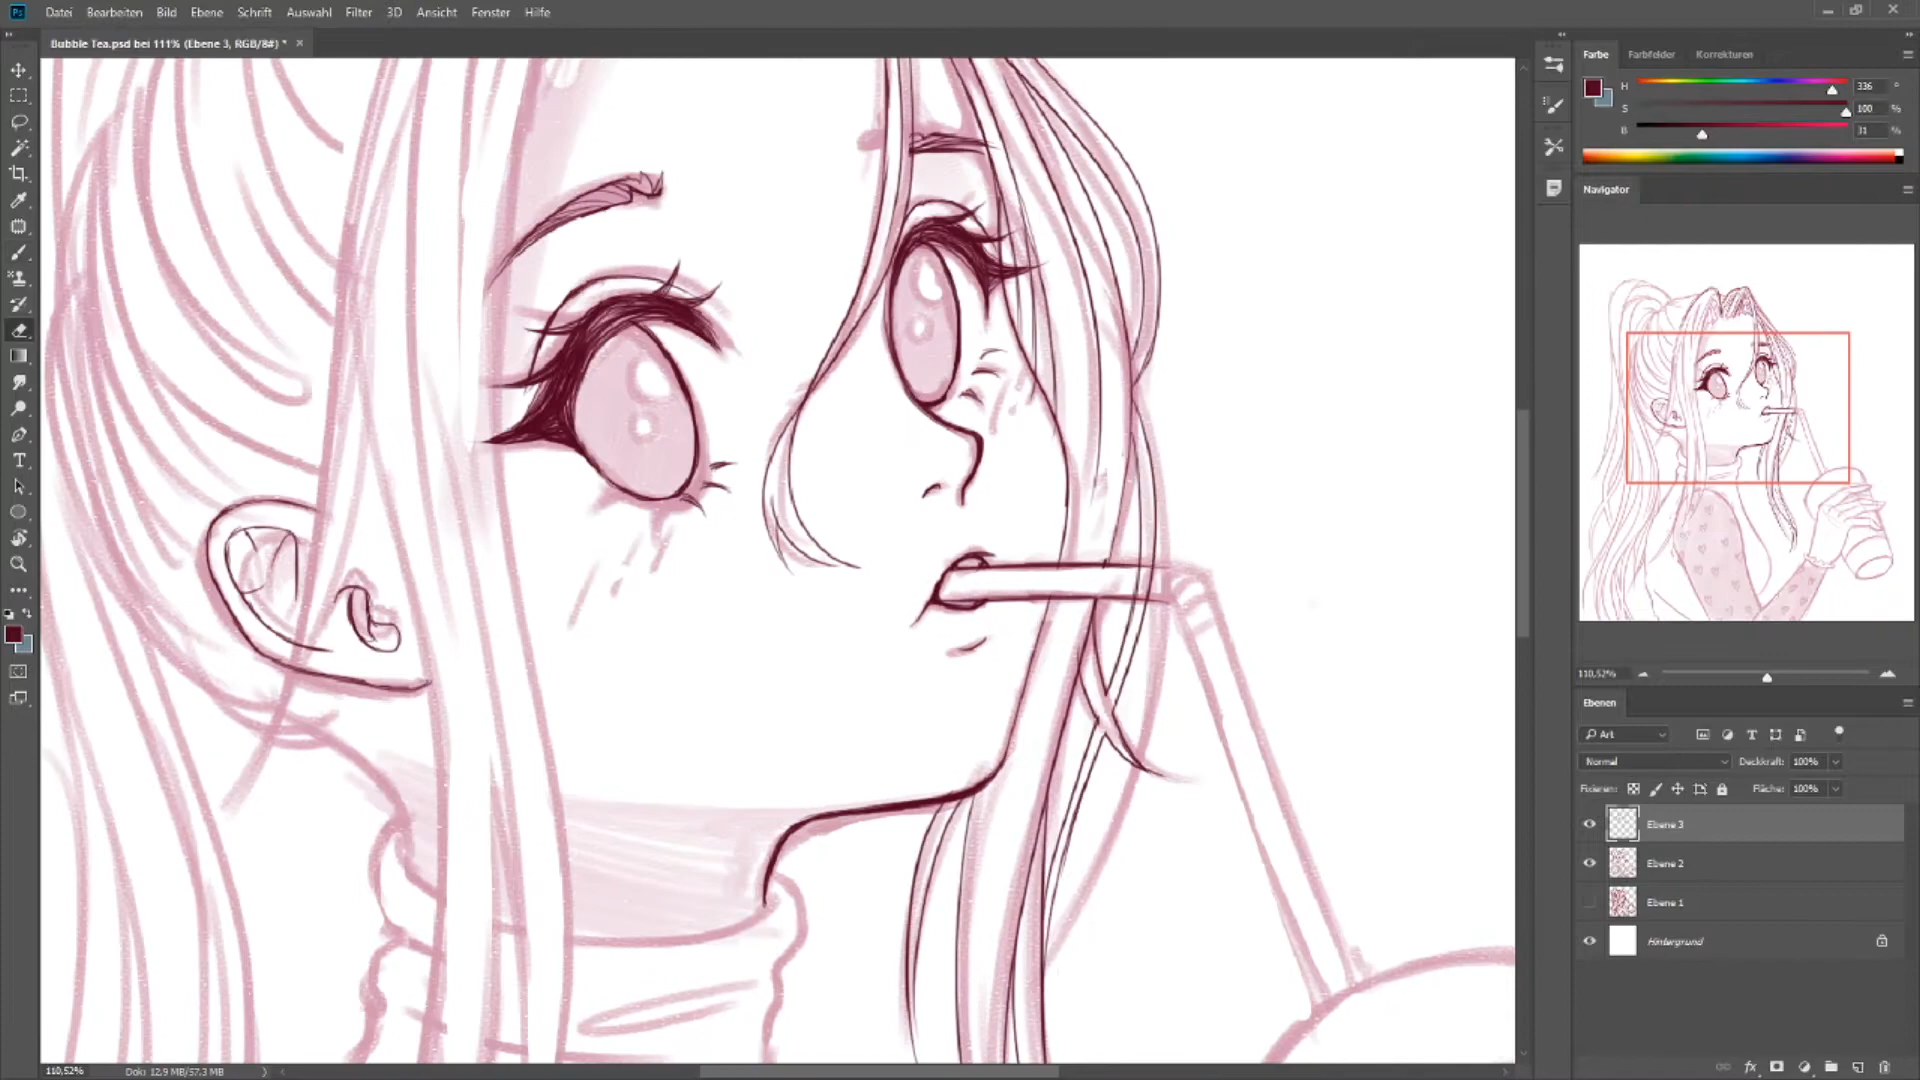 Ps Datei Bearbeiten Bild Ebene Schrift Auswahl Filter 3D Ansicht Fenster Hilfe
Bubble Tea.psd bei 111% (Ebene 3, RGB/8#) * ×
Farbe Farbfelder Korrekturen
H 336 °
S 100 %
B 31 %
Navigator
110,52%
Ebenen
Art
Normal Deckkraft: 100%
Fixieren: Fläche: 100%
Ebene 3
Ebene 2
Ebene 1
Hintergrund
110,52% Dok: 12,9 MB/57,3 MB